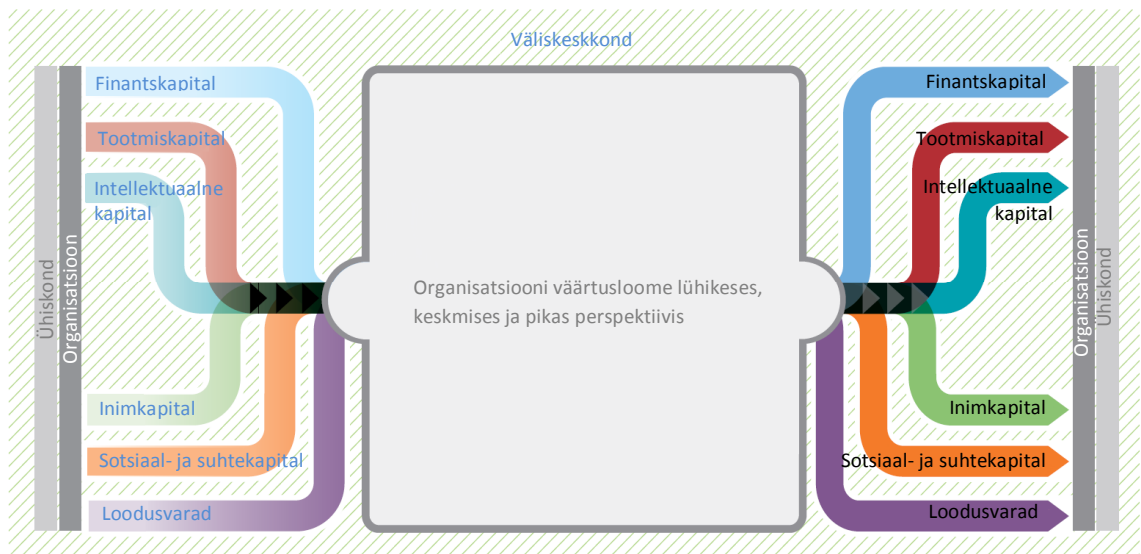 Väliskeskkond
Ühiskond
Organisatsioon
Finantskapital
Tootmiskapital
Intellektuaalne
kapital
Inimkapital
Sotsiaal- ja suhtekapital
Loodusvarad
Organisatsiooni väärtusloome lühikeses,
keskmises ja pikas perspektiivis
Finantskapital
Tootmiskapital
Intellektuaalne
kapital
Inimkapital
Sotsiaal- ja suhtekapital
Loodusvarad
Organisatsioon
Ühiskond